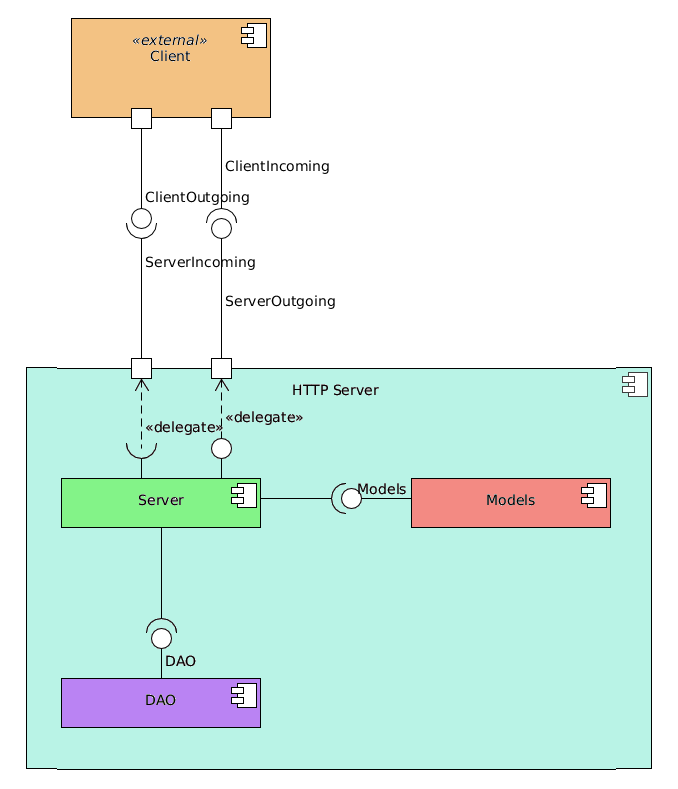 «external»
Client
ClientIncoming
ClientOutgoing
ServerIncoming
ServerOutgoing
HTTP Server
«delegate»
«delegate»
Models
Server
Models
DAO
DAO